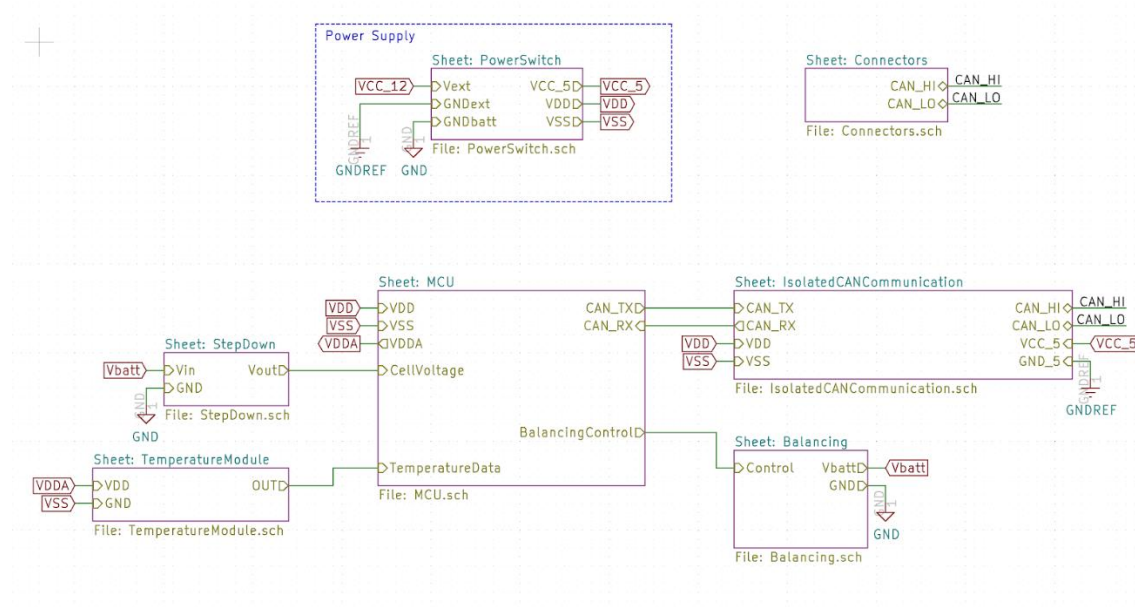 Power Supply
Sheet: PowerSwitch
VCC_12 Vext VCC_5 VCC_5
GNDext VDD VDD
GNDbatt VSS VSS
File: PowerSwitch.sch
GNDREF 1
GND 1
GNDREF GND
Sheet: Connectors
CAN_HI CAN_HI
CAN_LO CAN_LO
File: Connectors.sch
Sheet: MCU
VDD VDD CAN_TX
VSS VSS CAN_RX
VDDA VDDA
CellVoltage
BalancingControl
TemperatureData
File: MCU.sch
Sheet: IsolatedCANCommunication
CAN_TX CAN_HI CAN_HI
CAN_RX CAN_LO CAN_LO
VDD VDD VCC_5 VCC_5
VSS VSS GND_5
File: IsolatedCANCommunication.sch
GNDREF 1
GNDREF
Sheet: StepDown
Vbatt Vin Vout
GND
File: StepDown.sch
GND 1
GND
Sheet: TemperatureModule
VDDA VDD OUT
VSS GND
File: TemperatureModule.sch
Sheet: Balancing
Control Vbatt Vbatt
GND
GND 1
GND
File: Balancing.sch